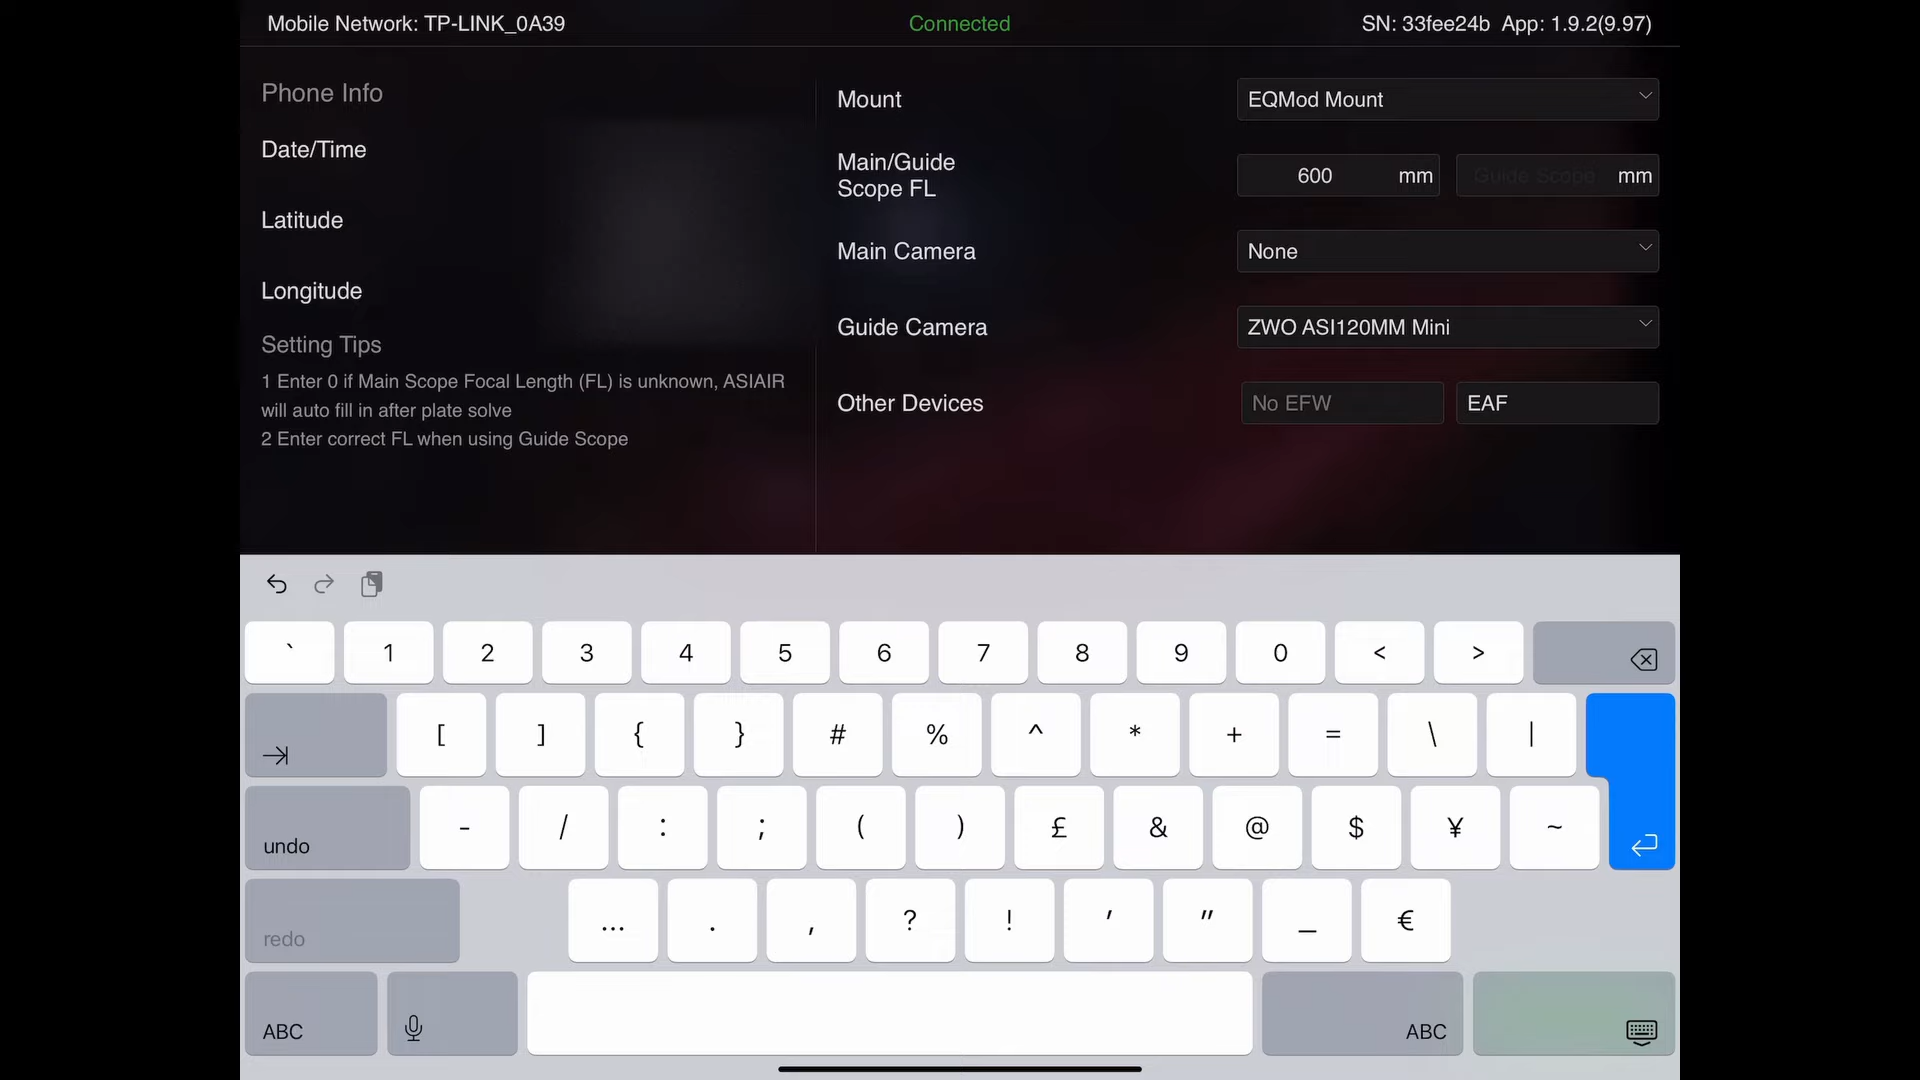 Mobile Network: TP-LINK_0A39 Connected SN: 33fee24b App: 1.9.2(9.97)
Phone Info
Date/Time
Latitude
Longitude
Setting Tips
1 Enter 0 if Main Scope Focal Length (FL) is unknown, ASIAIR
will auto fill in after plate solve
2 Enter correct FL when using Guide Scope
Mount EQMod Mount
Main/Guide
Scope FL 600 mm Guide Scope mm
Main Camera None
Guide Camera ZWO ASI120MM Mini
Other Devices No EFW EAF
` 1 2 3 4 5 6 7 8 9 0 < >
[ ] { } # % ^ * + = \ |
undo - / : ; ( ) £ & @ $ ¥ ~
redo … . , ? ! ' " _ €
ABC ABC